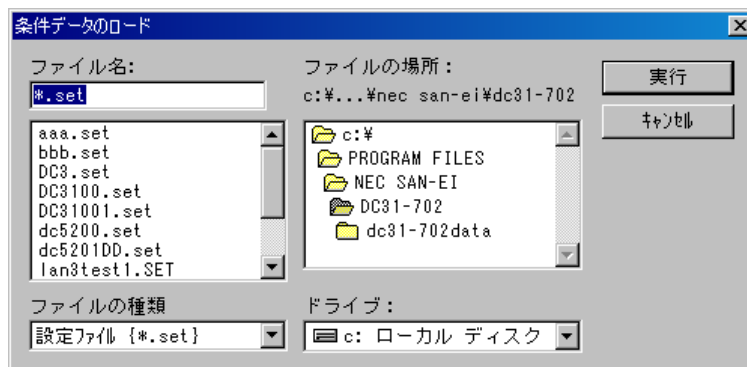 条件データのロード
ファイル名:
*.set
aaa.set
bbb.set
DC3.set
DC3100.set
DC31001.set
dc5200.set
dc5201DD.set
lan3test1.SET
ファイルの種類
設定ﾌｧｲﾙ {*.set}
ファイルの場所：
c:¥...¥nec san-ei¥dc31-702
c:¥
PROGRAM FILES
NEC SAN-EI
DC31-702
dc31-702data
ドライブ：
c: ローカル ディスク
実行
ｷｬﾝｾﾙ